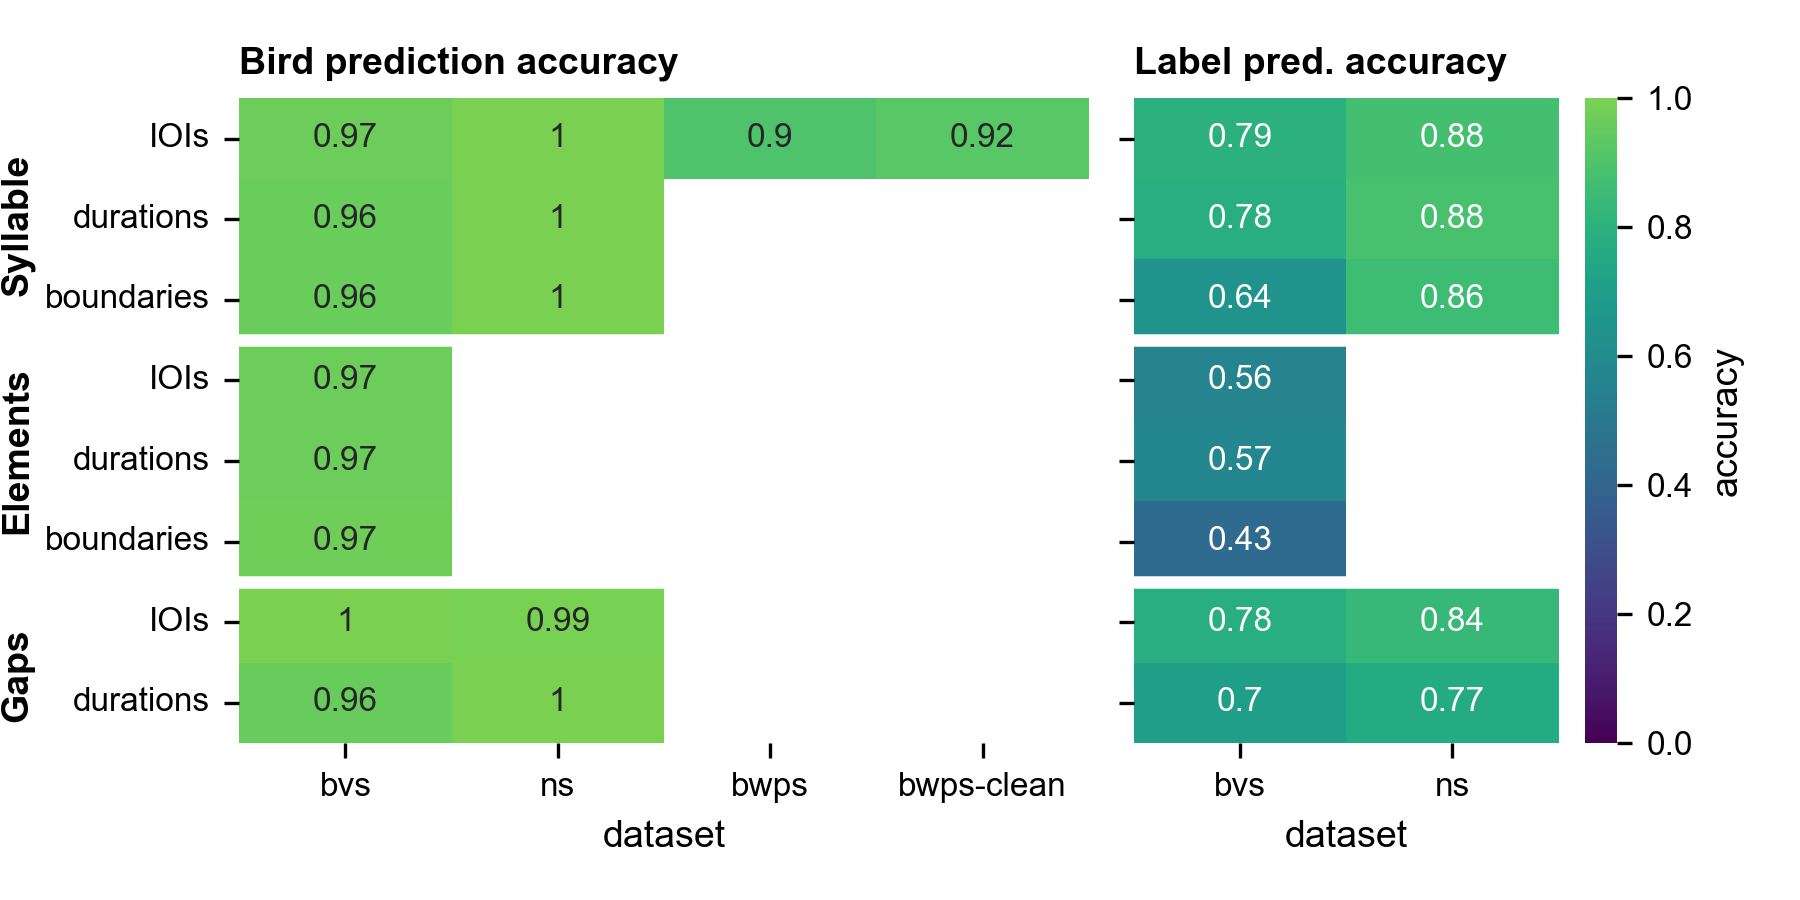 Bird prediction accuracy
Label pred. accuracy
Syllable
IOIs 0.97 1 0.9 0.92 0.79 0.88 1.0
durations 0.96 1 0.78 0.88 0.8
boundaries 0.96 1 0.64 0.86
Elements
IOIs 0.97 0.56 0.6
durations 0.97 0.57 0.4
boundaries 0.97 0.43
Gaps
IOIs 1 0.99 0.78 0.84 0.2
durations 0.96 1 0.7 0.77 0.0
accuracy
bvs ns bwps bwps-clean bvs ns
dataset dataset